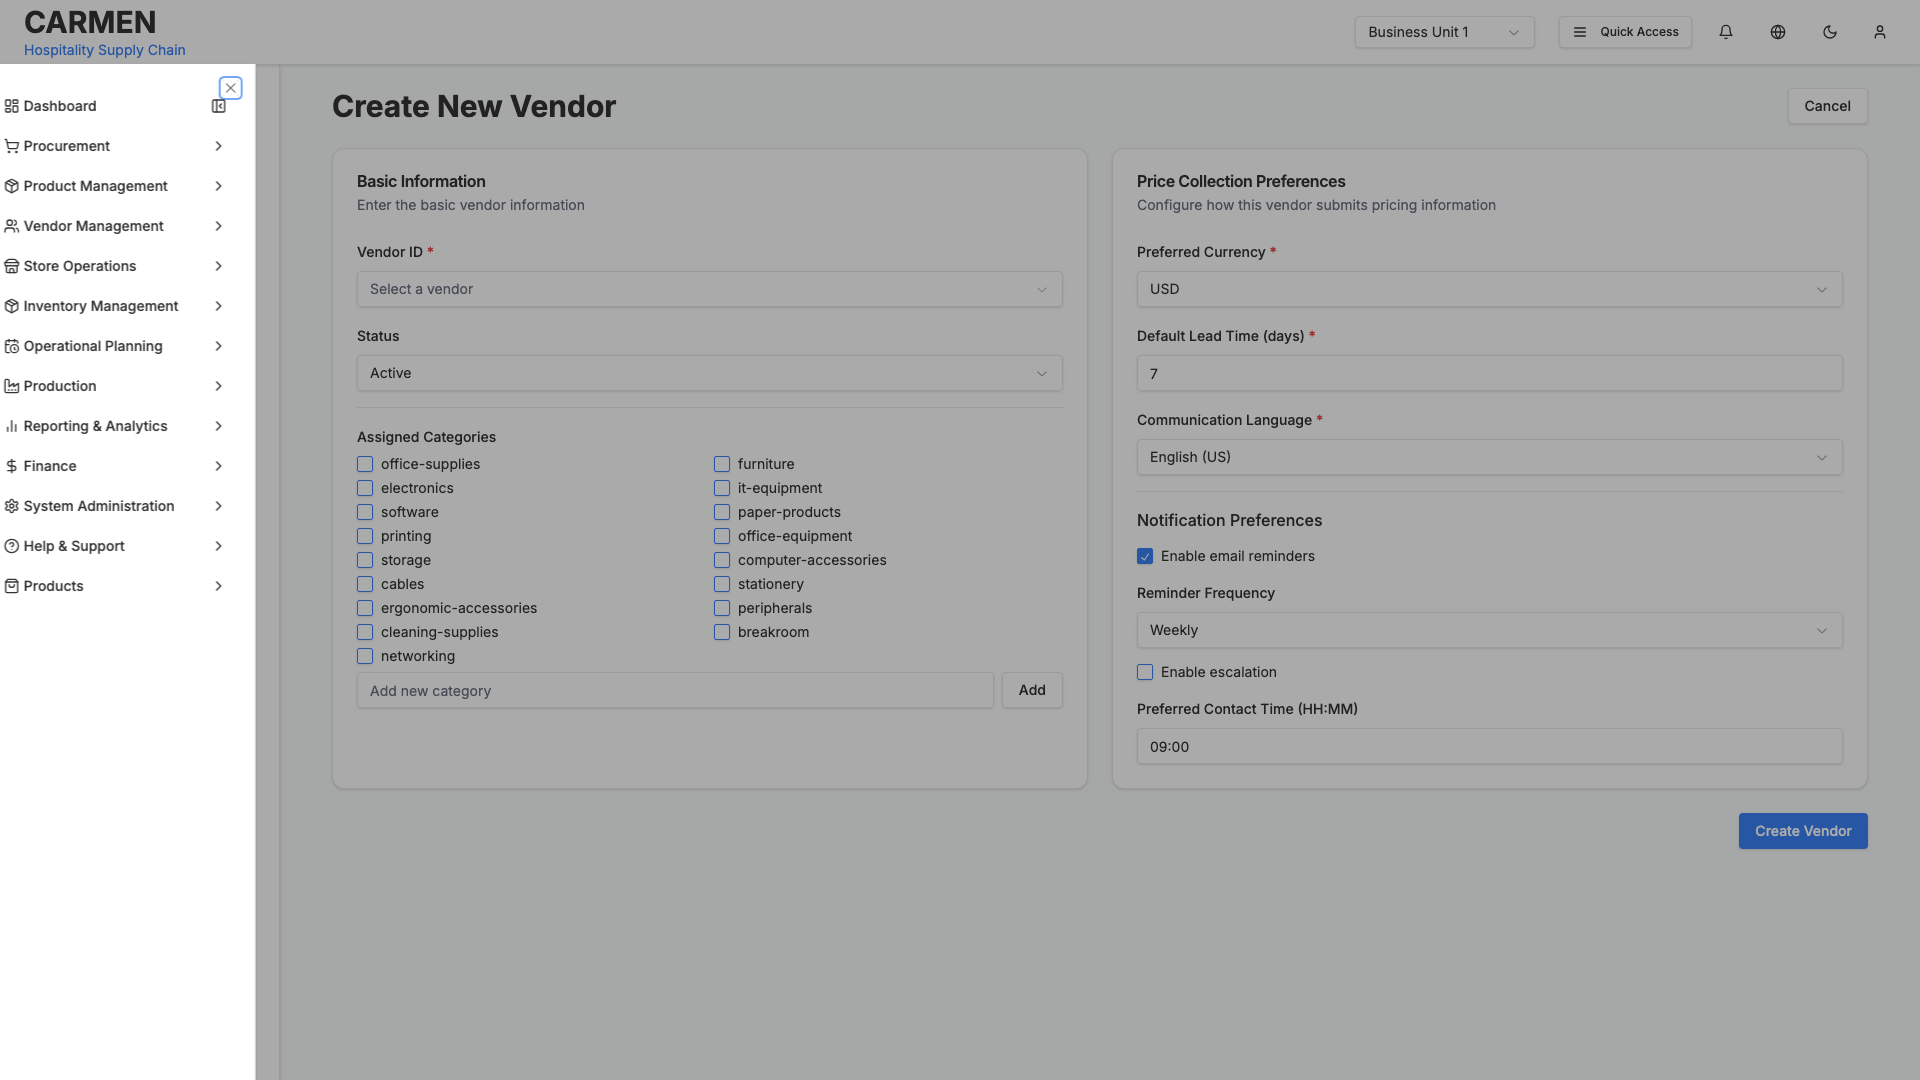 CARMEN
Hospitality Supply Chain
Business Unit 1
Quick Access
Dashboard
Procurement
Product Management
Vendor Management
Store Operations
Inventory Management
Operational Planning
Production
Reporting & Analytics
Finance
System Administration
Help & Support
Products
Create New Vendor
Cancel
Basic Information
Enter the basic vendor information
Vendor ID *
Select a vendor
Status
Active
Assigned Categories
office-supplies
furniture
electronics
it-equipment
software
paper-products
printing
office-equipment
storage
computer-accessories
cables
stationery
ergonomic-accessories
peripherals
cleaning-supplies
breakroom
networking
Add new category
Add
Price Collection Preferences
Configure how this vendor submits pricing information
Preferred Currency *
USD
Default Lead Time (days) *
7
Communication Language *
English (US)
Notification Preferences
Enable email reminders
Reminder Frequency
Weekly
Enable escalation
Preferred Contact Time (HH:MM)
09:00
Create Vendor